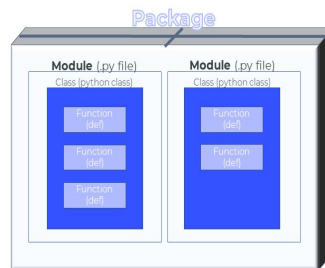 Package
Module (.py file)
Class (python class)
Function
(def)
Function
(def)
Function
(def)
Module (.py file)
Class (python class)
Function
(def)
Function
(def)